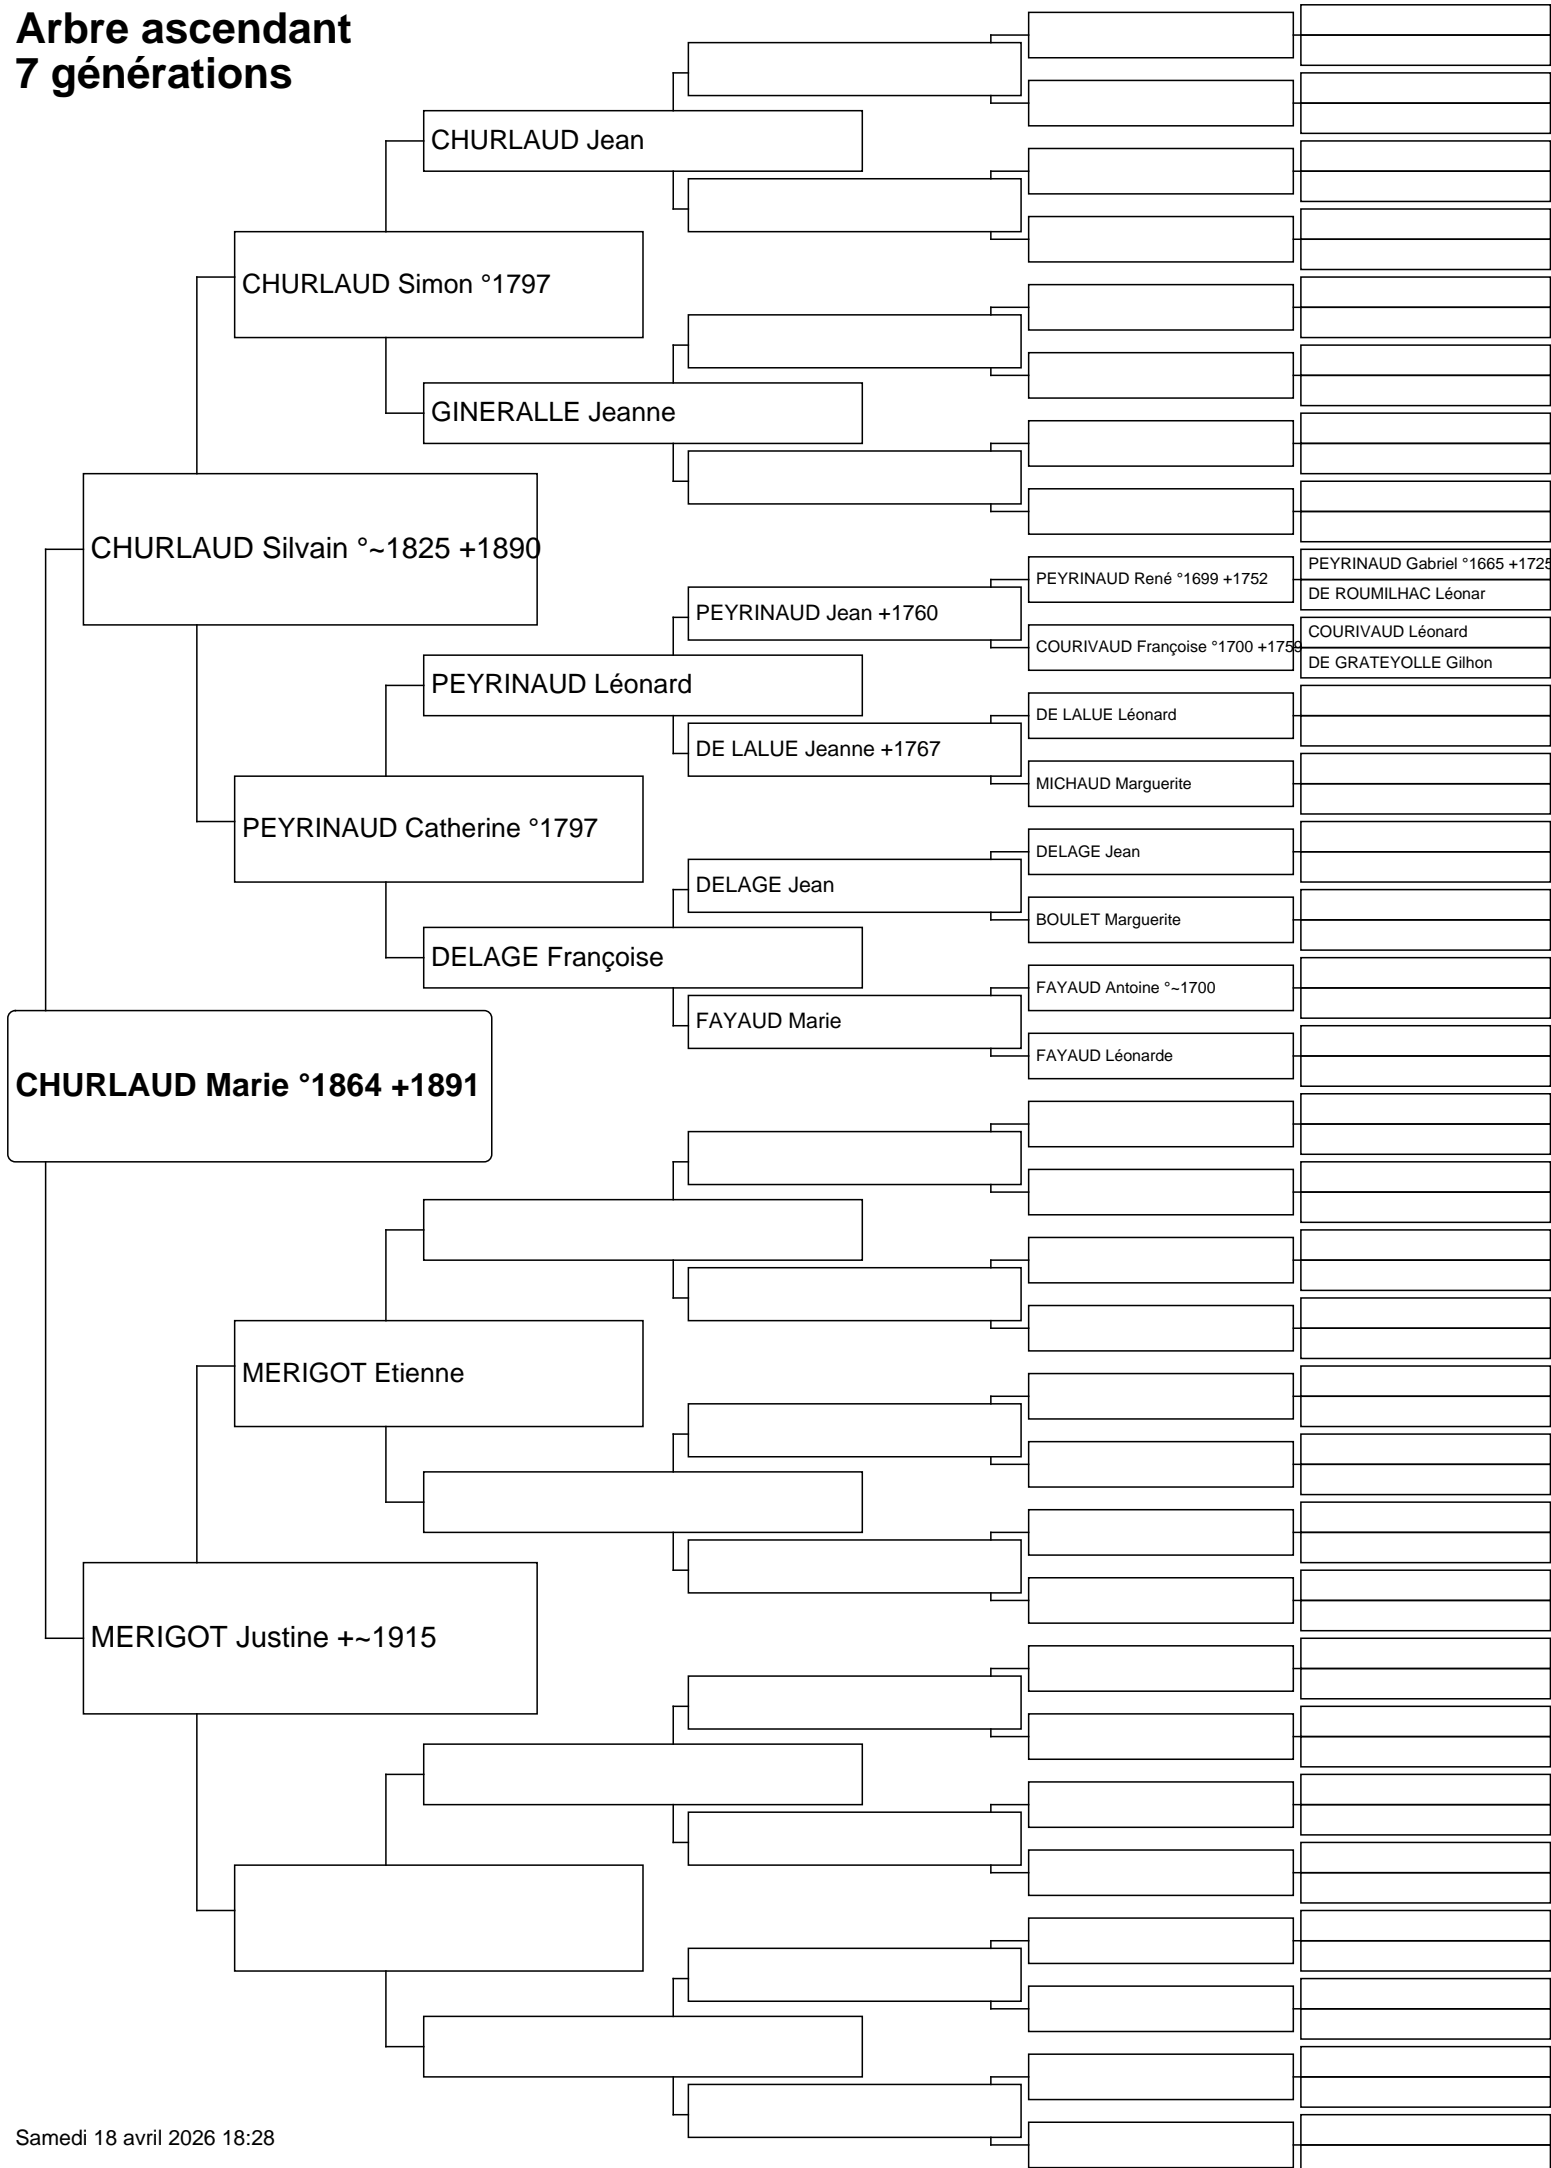 Arbre ascendant
7 générations
CHURLAUD Jean
CHURLAUD Simon °1797
GINERALLE Jeanne
CHURLAUD Silvain °~1825 +1890
PEYRINAUD René °1699 +1752
PEYRINAUD Gabriel °1665 +1725
DE ROUMILHAC Léonar
PEYRINAUD Jean +1760
COURIVAUD Françoise °1700 +1759
COURIVAUD Léonard
DE GRATEYOLLE Gilhon
PEYRINAUD Léonard
DE LALUE Léonard
DE LALUE Jeanne +1767
MICHAUD Marguerite
PEYRINAUD Catherine °1797
DELAGE Jean
DELAGE Jean
BOULET Marguerite
DELAGE Françoise
FAYAUD Antoine °~1700
FAYAUD Marie
FAYAUD Léonarde
CHURLAUD Marie °1864 +1891
MERIGOT Etienne
MERIGOT Justine +~1915
Samedi 18 avril 2026 18:28